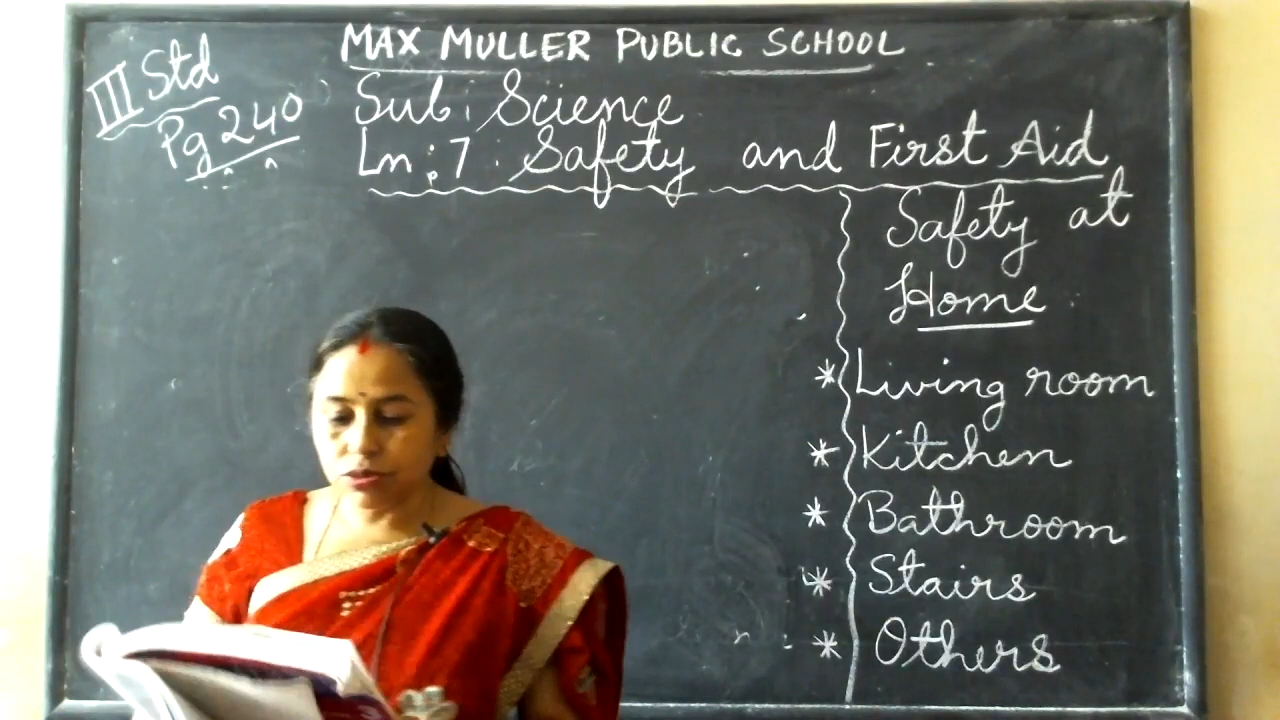 MAX MULLER PUBLIC SCHOOL
III Std
Pg 240
Sub: Science
Ln: 7. Safety and First Aid
Safety at
Home
* Living room
* Kitchen
* Bathroom
* Stairs
* Others